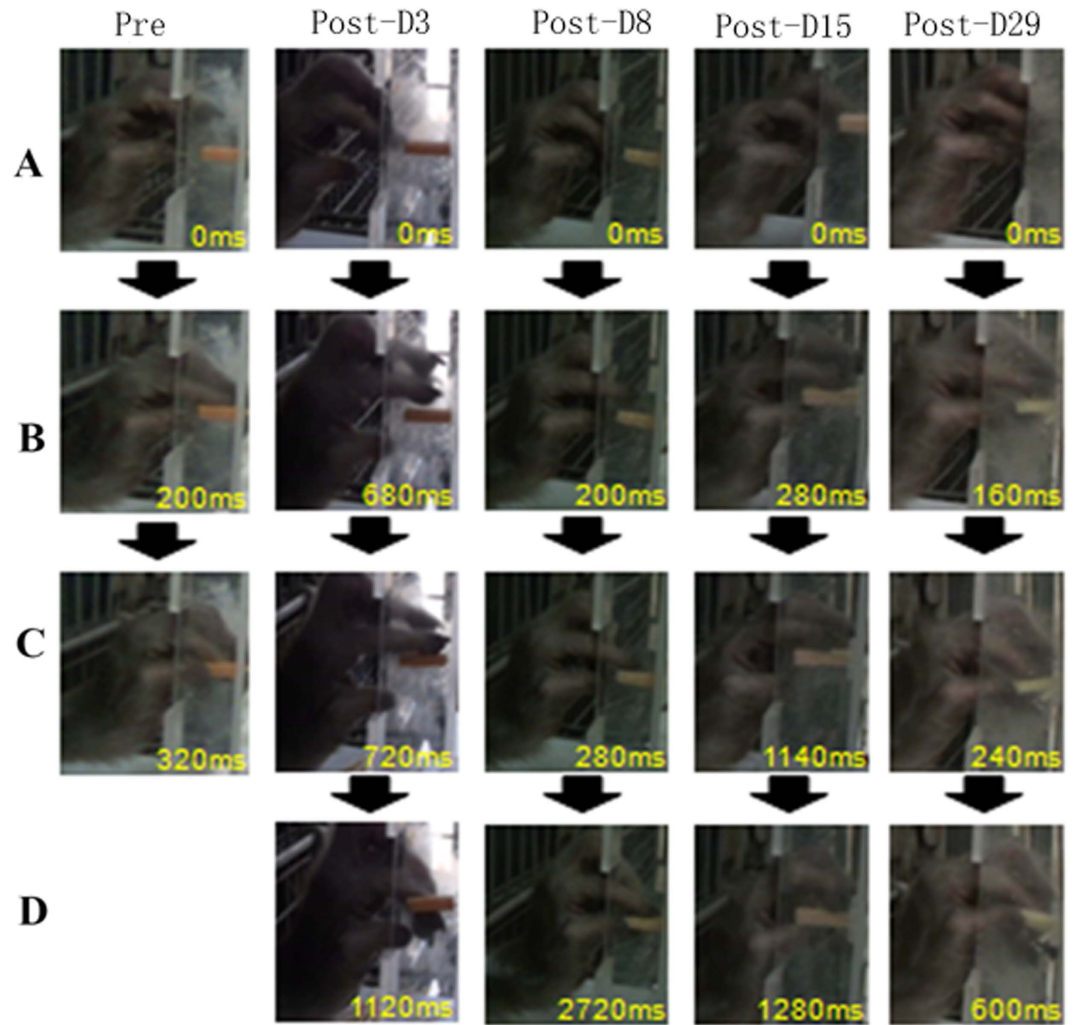 Pre Post-D3 Post-D8 Post-D15 Post-D29
A
0ms 0ms 0ms 0ms 0ms
B
200ms 680ms 200ms 280ms 160ms
C
320ms 720ms 280ms 1140ms 240ms
D
1120ms 2720ms 1280ms 600ms